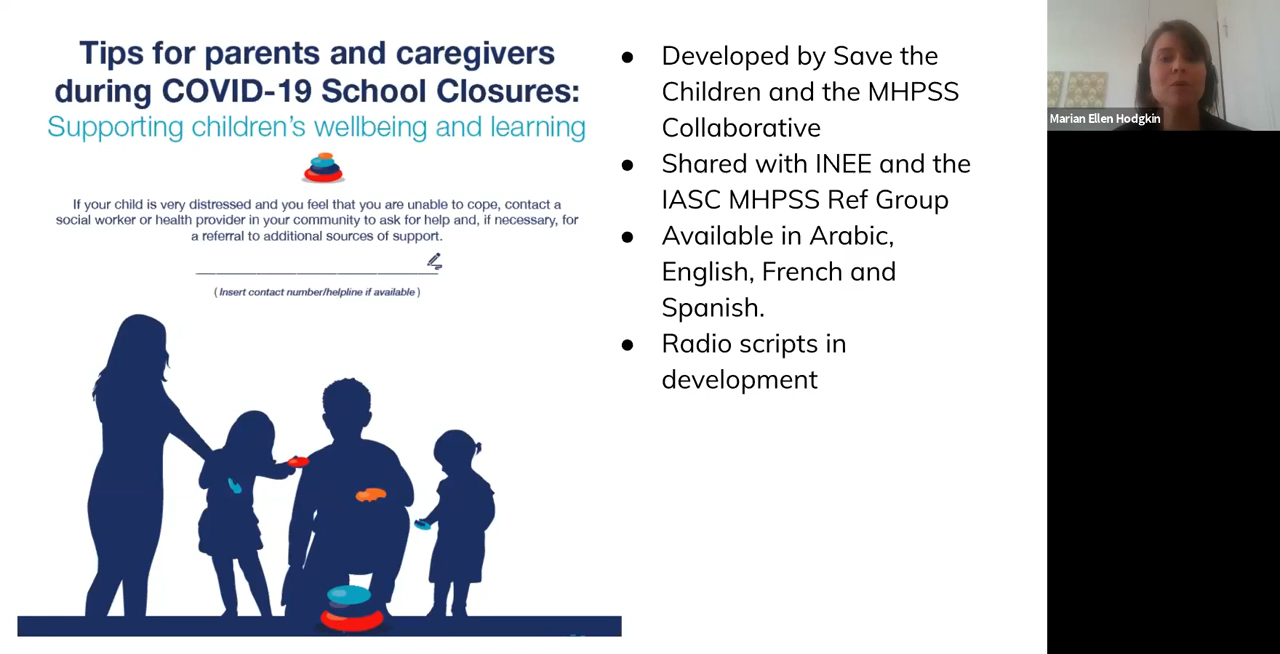 Tips for parents and caregivers
during COVID-19 School Closures:
Supporting children's wellbeing and learning
If your child is very distressed and you feel that you are unable to cope, contact a
social worker or health provider in your community to ask for help and, if necessary, for
a referral to additional sources of support.
( Insert contact number/helpline if available )
● Developed by Save the
Children and the MHPSS
Collaborative
● Shared with INEE and the
IASC MHPSS Ref Group
● Available in Arabic,
English, French and
Spanish.
● Radio scripts in
development
Marian Ellen Hodgkin